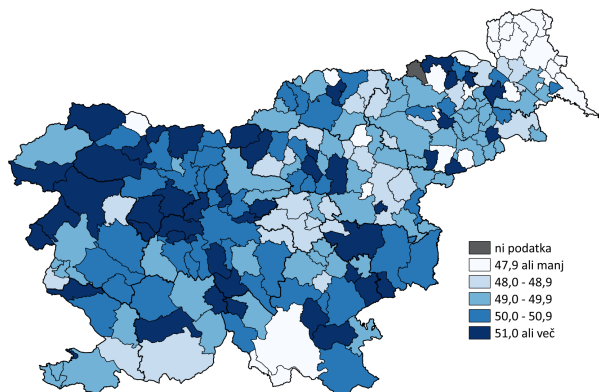 ni podatka
47,9 ali manj
48,0 - 48,9
49,0 - 49,9
50,0 - 50,9
51,0 ali več